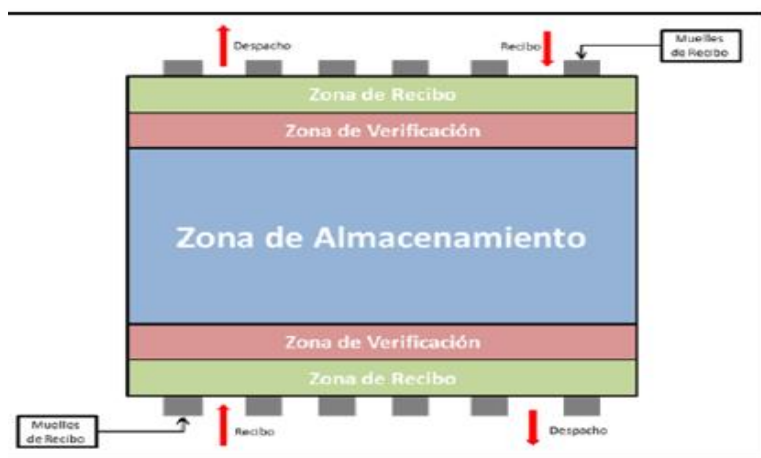 Despacho
Recibo
Muelles
de Recibo
Zona de Recibo
Zona de Verificación
Zona de Almacenamiento
Zona de Verificación
Zona de Recibo
Muelles
de Recibo
Recibo
Despacho